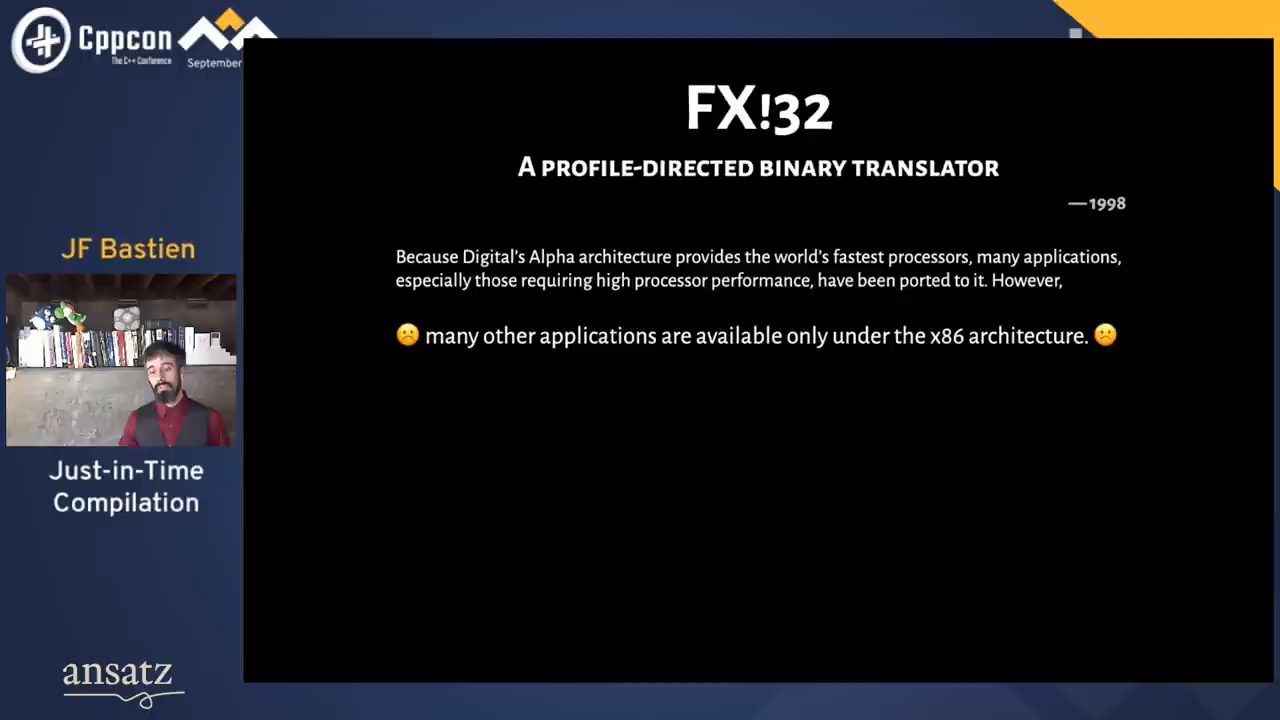 Cppcon
The C++ Conference
September
FX!32
A PROFILE-DIRECTED BINARY TRANSLATOR
—1998
Because Digital's Alpha architecture provides the world's fastest processors, many applications,
especially those requiring high processor performance, have been ported to it. However,
☹️ many other applications are available only under the x86 architecture. ☹️
JF Bastien
Just-in-Time
Compilation
ansatz